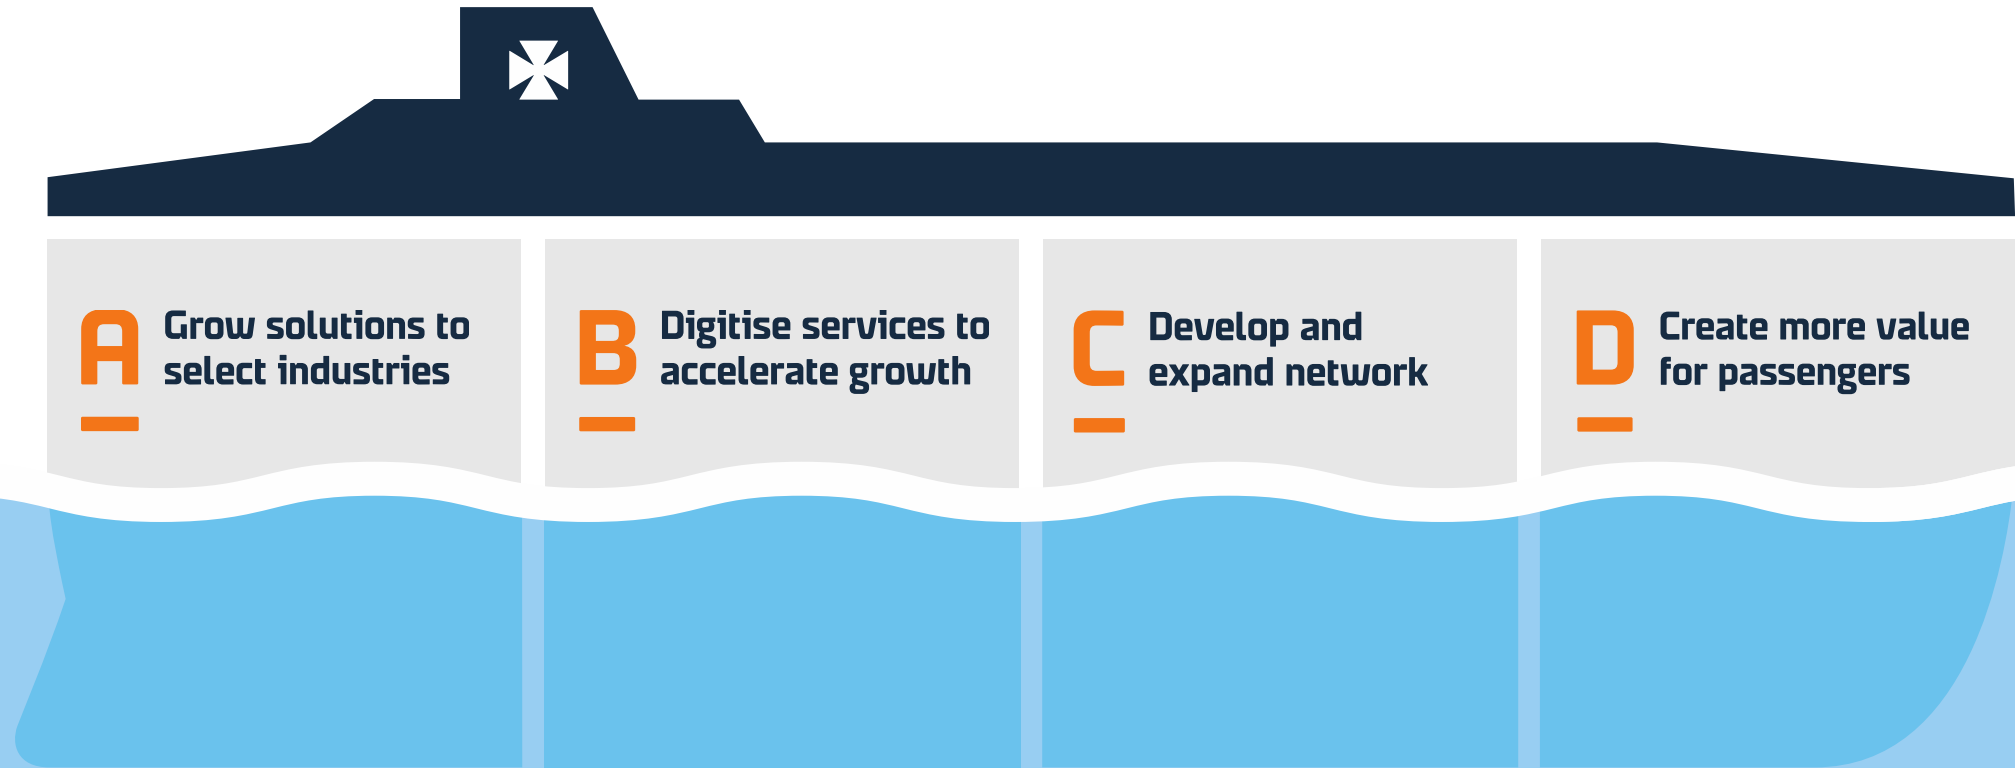 A
Grow solutions to
select industries
B
Digitise services to
accelerate growth
C
Develop and
expand network
D
Create more value
for passengers